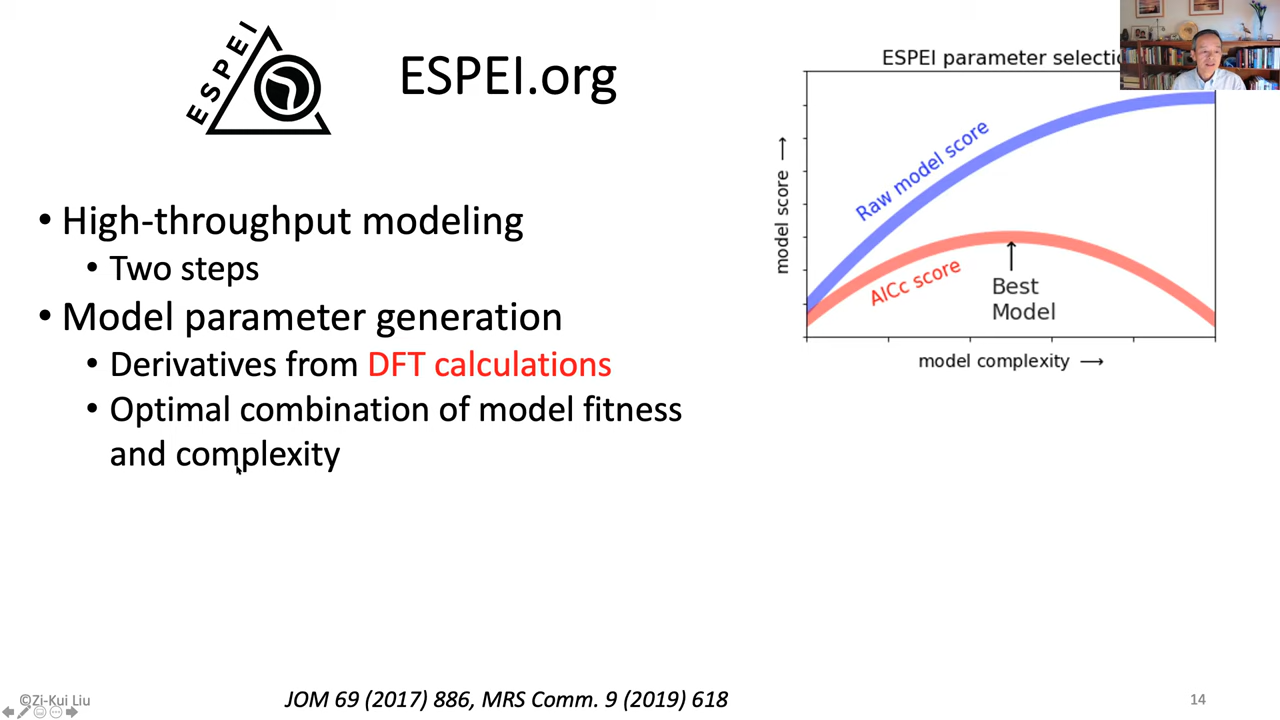 ESPEI
ESPEI.org
• High-throughput modeling
• Two steps
• Model parameter generation
• Derivatives from DFT calculations
• Optimal combination of model fitness
and complexity
ESPEI parameter
model score →
Raw model score
AICc score
↑
Best
Model
model complexity →
©Zi-Kui Liu
JOM 69 (2017) 886, MRS Comm. 9 (2019) 618
14